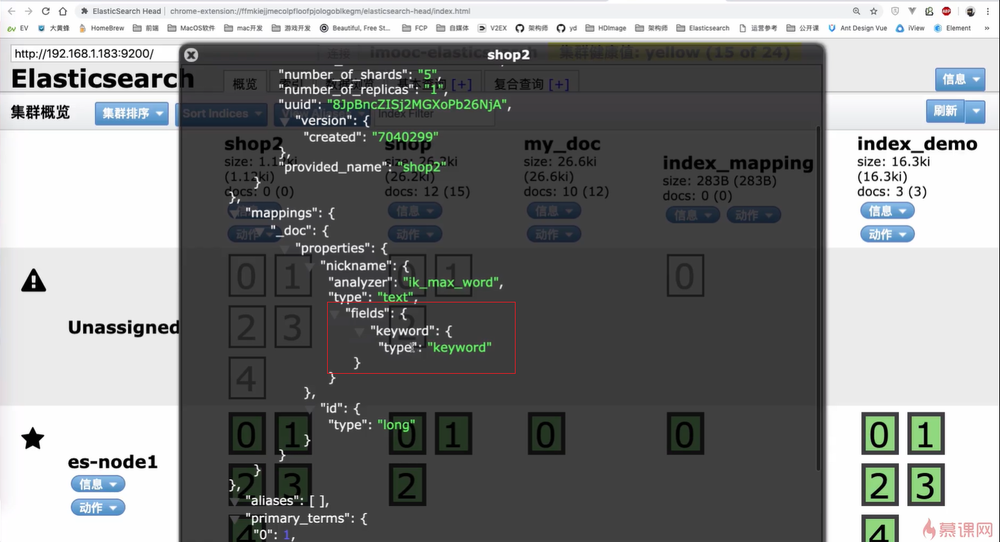 ElasticSearch Head | chrome-extension://ffmkiejjmecolpfloofpjologoblkegm/elasticsearch-head/index.html
EV 大黄蜂 HomeBrew 前端 MacOS软件 mac开发 游戏开发 Beautiful, Free St... FCP 自媒体 V2EX 架构师 yd HDImage 架构师 Elasticsearch 运营参考 公开课 Ant Design Vue iView Element »
http://192.168.1.183:9200/ 连接 imooc-elasticsearch 集群健康值: yellow (15 of 24)
shop2
Elasticsearch
概览 索引 数据浏览 基本查询 [+] 复合查询 [+]
信息
集群概览 集群排序 Sort Indices View Aliases Index Filter
刷新
"number_of_shards": "5",
"number_of_replicas": "1",
"uuid": "8JpBncZISj2MGXoPb26NjA",
"version": {
"created": "7040299"
},
"provided_name": "shop2"
}
},
"mappings": {
"_doc": {
"properties": {
"nickname": {
"analyzer": "ik_max_word",
"type": "text",
"fields": {
"keyword": {
"type": "keyword"
}
}
},
"id": {
"type": "long"
}
}
}
},
"aliases": [ ],
"primary_terms": {
"0": 1,
shop2
size: 1.12ki
(1.12ki)
docs: 0 (0)
信息
动作
shop
size: 26.2ki
(26.2ki)
docs: 12 (15)
信息
动作
my_doc
size: 26.6ki
(26.6ki)
docs: 10 (12)
信息
动作
index_mapping
size: 283B (283B)
docs: 0 (0)
信息 动作
index_demo
size: 16.3ki
(16.3ki)
docs: 3 (3)
信息
动作
Unassigned
0 1
2 3
4
0 1
2
0
es-node1
信息
动作
0 1
2 3
4
0 1
2
0
0
0 1
2 3
4
慕课网